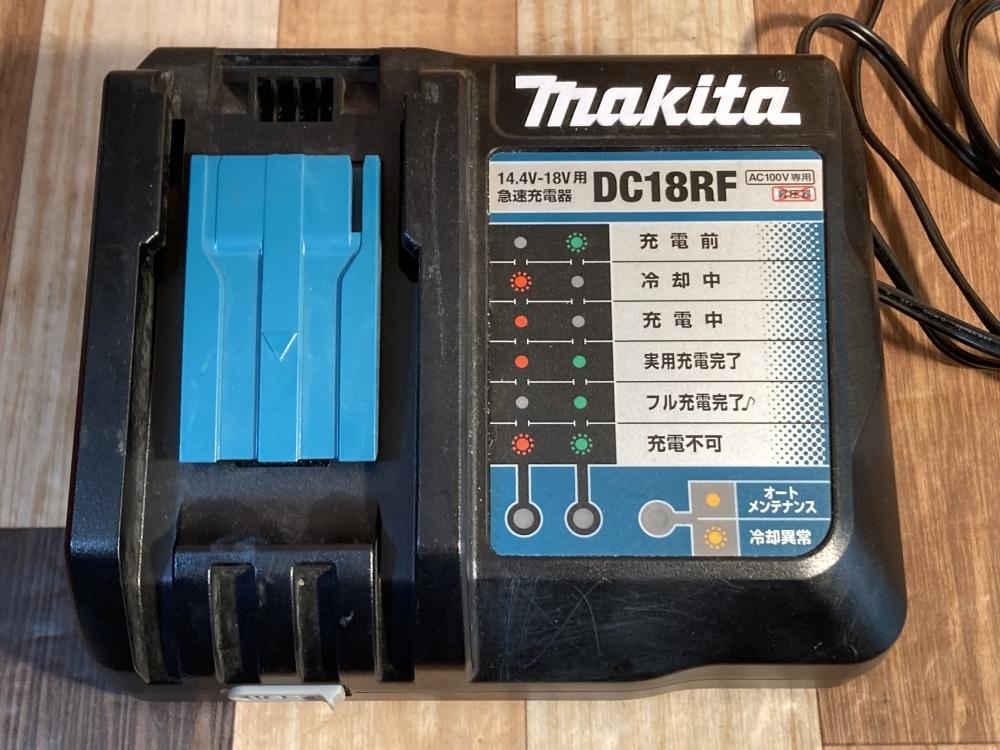 makita
14.4V-18V用
急速充電器
DC18RF
AC100V専用
昇圧器
充電前
冷却中
充電中
実用充電完了
フル充電完了♪
充電不可
オート
メンテナンス
冷却異常